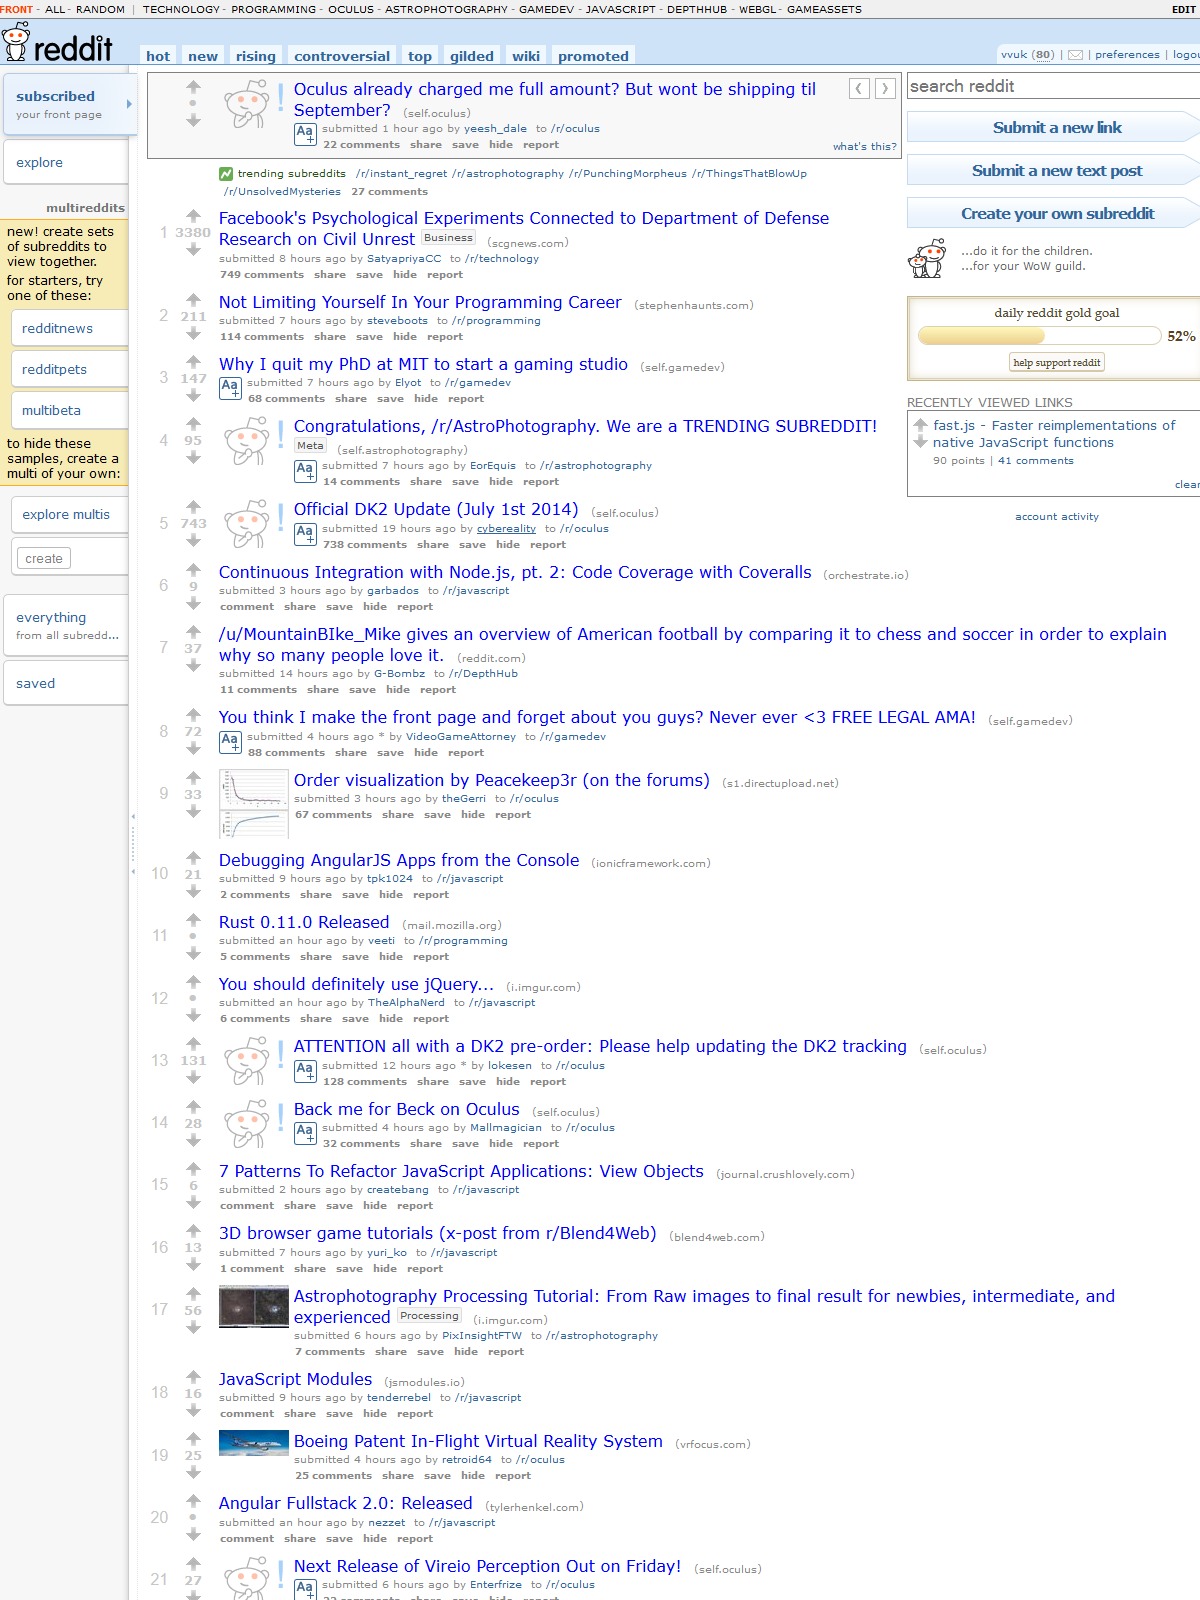 FRONT - ALL - RANDOM | TECHNOLOGY - PROGRAMMING - OCULUS - ASTROPHOTOGRAPHY - GAMEDEV - JAVASCRIPT - DEPTHHUB - WEBGL - GAMEASSETS EDIT
reddit hot new rising controversial top gilded wiki promoted
vvuk (80) | preferences | logou
subscribed
your front page
explore
multireddits
new! create sets
of subreddits to
view together.
for starters, try
one of these:
redditnews
redditpets
multibeta
to hide these
samples, create a
multi of your own:
explore multis
create
everything
from all subredd...
saved
Oculus already charged me full amount? But wont be shipping til
September? (self.oculus)
Aa+ submitted 1 hour ago by yeesh_dale to /r/oculus
22 comments share save hide report
what's this?
trending subreddits /r/instant_regret /r/astrophotography /r/PunchingMorpheus /r/ThingsThatBlowUp
/r/UnsolvedMysteries 27 comments
1 3380 Facebook's Psychological Experiments Connected to Department of Defense
Research on Civil Unrest Business (scgnews.com)
submitted 8 hours ago by SatyapriyaCC to /r/technology
749 comments share save hide report
2 211 Not Limiting Yourself In Your Programming Career (stephenhaunts.com)
submitted 7 hours ago by steveboots to /r/programming
114 comments share save hide report
3 147 Why I quit my PhD at MIT to start a gaming studio (self.gamedev)
Aa+ submitted 7 hours ago by Elyot to /r/gamedev
68 comments share save hide report
4 95 Congratulations, /r/AstroPhotography. We are a TRENDING SUBREDDIT!
Meta (self.astrophotography)
Aa+ submitted 7 hours ago by EorEquis to /r/astrophotography
14 comments share save hide report
5 743 Official DK2 Update (July 1st 2014) (self.oculus)
Aa+ submitted 19 hours ago by cybereality to /r/oculus
738 comments share save hide report
6 9 Continuous Integration with Node.js, pt. 2: Code Coverage with Coveralls (orchestrate.io)
submitted 3 hours ago by garbados to /r/javascript
comment share save hide report
7 37 /u/MountainBIke_Mike gives an overview of American football by comparing it to chess and soccer in order to explain
why so many people love it. (reddit.com)
submitted 14 hours ago by G-Bombz to /r/DepthHub
11 comments share save hide report
8 72 You think I make the front page and forget about you guys? Never ever <3 FREE LEGAL AMA! (self.gamedev)
Aa+ submitted 4 hours ago * by VideoGameAttorney to /r/gamedev
88 comments share save hide report
9 33 Order visualization by Peacekeep3r (on the forums) (s1.directupload.net)
submitted 3 hours ago by theGerri to /r/oculus
67 comments share save hide report
10 21 Debugging AngularJS Apps from the Console (ionicframework.com)
submitted 9 hours ago by tpk1024 to /r/javascript
2 comments share save hide report
11 Rust 0.11.0 Released (mail.mozilla.org)
submitted an hour ago by veeti to /r/programming
5 comments share save hide report
12 You should definitely use jQuery... (i.imgur.com)
submitted an hour ago by TheAlphaNerd to /r/javascript
6 comments share save hide report
13 131 ATTENTION all with a DK2 pre-order: Please help updating the DK2 tracking (self.oculus)
Aa+ submitted 12 hours ago * by lokesen to /r/oculus
128 comments share save hide report
14 28 Back me for Beck on Oculus (self.oculus)
Aa+ submitted 4 hours ago by Mallmagician to /r/oculus
32 comments share save hide report
15 6 7 Patterns To Refactor JavaScript Applications: View Objects (journal.crushlovely.com)
submitted 2 hours ago by createbang to /r/javascript
comment share save hide report
16 13 3D browser game tutorials (x-post from r/Blend4Web) (blend4web.com)
submitted 7 hours ago by yuri_ko to /r/javascript
1 comment share save hide report
17 56 Astrophotography Processing Tutorial: From Raw images to final result for newbies, intermediate, and
experienced Processing (i.imgur.com)
submitted 6 hours ago by PixInsightFTW to /r/astrophotography
7 comments share save hide report
18 16 JavaScript Modules (jsmodules.io)
submitted 9 hours ago by tenderrebel to /r/javascript
comment share save hide report
19 25 Boeing Patent In-Flight Virtual Reality System (vrfocus.com)
submitted 4 hours ago by retroid64 to /r/oculus
25 comments share save hide report
20 Angular Fullstack 2.0: Released (tylerhenkel.com)
submitted an hour ago by nezzet to /r/javascript
comment share save hide report
21 27 Next Release of Vireio Perception Out on Friday! (self.oculus)
Aa submitted 6 hours ago by Enterfrize to /r/oculus
comments share save hide report
search reddit
Submit a new link
Submit a new text post
Create your own subreddit
...do it for the children.
...for your WoW guild.
daily reddit gold goal
52%
help support reddit
RECENTLY VIEWED LINKS
fast.js - Faster reimplementations of
native JavaScript functions
90 points | 41 comments
clear
account activity